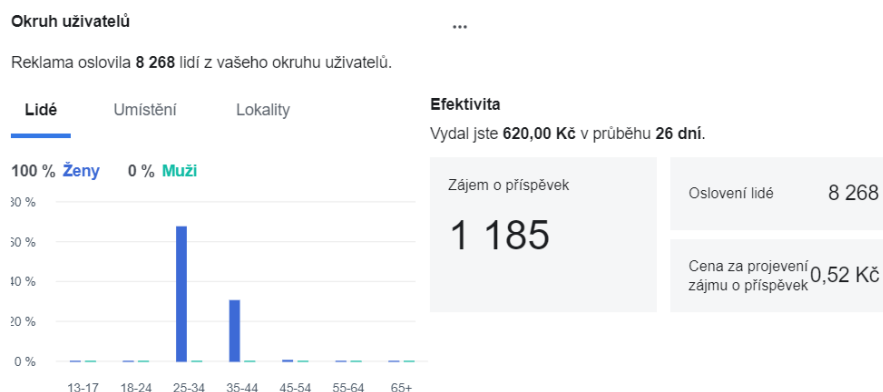 Okruh uživatelů
...
Reklama oslovila 8 268 lidí z vašeho okruhu uživatelů.
Lidé Umístění Lokality
100 % Ženy 0 % Muži
80 %
60 %
40 %
20 %
0 %
13-17 18-24 25-34 35-44 45-54 55-64 65+
Efektivita
Vydal jste 620,00 Kč v průběhu 26 dní.
Zájem o příspěvek
1 185
Oslovení lidé 8 268
Cena za projevení
zájmu o příspěvek 0,52 Kč